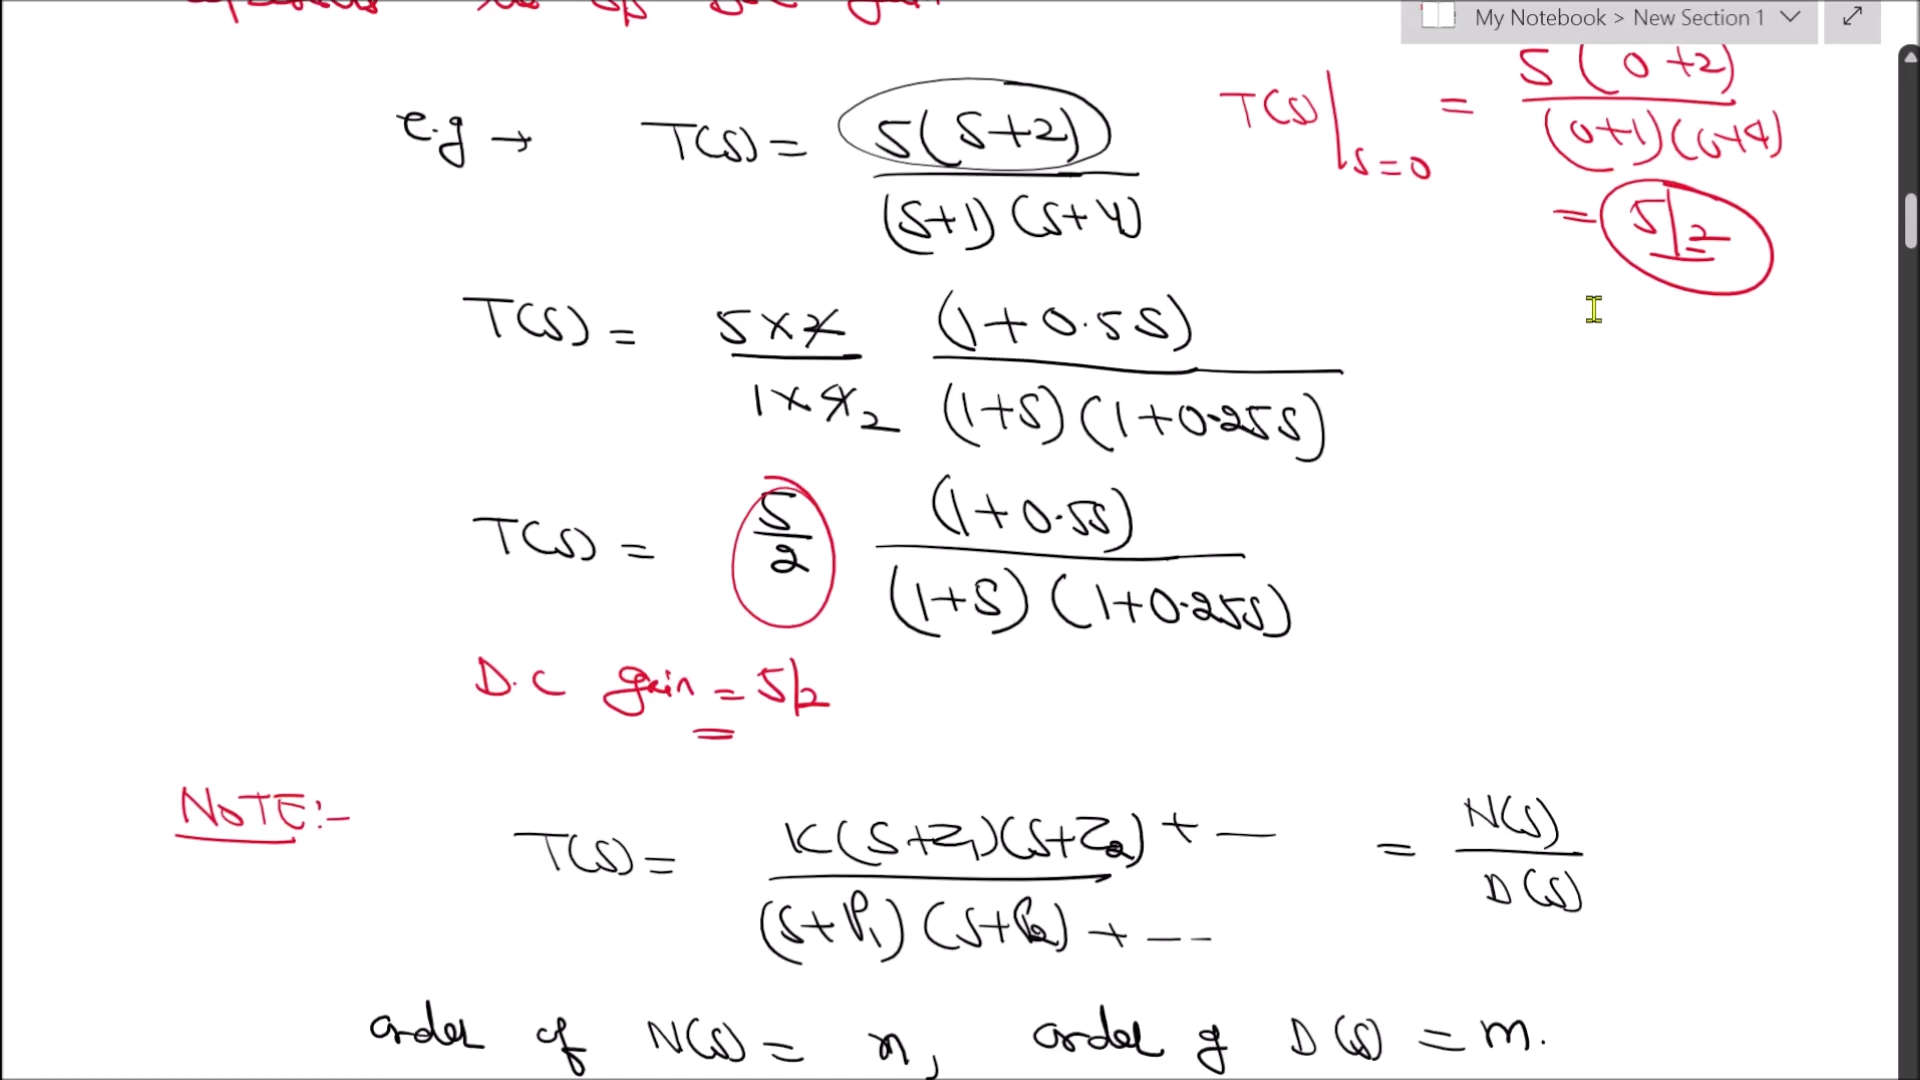 My Notebook > New Section 1
e.g → T(S) = 5(S+2) / (S+1)(S+4)
T(S)|S=0 = 5(0+2) / (0+1)(0+4)
= 5/2
T(S) = 5×2 / 1×4 2 (1+0.5S) / (1+S)(1+0.25S)
T(S) = 5/2 (1+0.5S) / (1+S)(1+0.25S)
D.C gain = 5/2
NOTE:-
T(S) = K(S+Z1)(S+Z2) + — / (S+P1)(S+P2) + -- = N(S) / D(S)
order of N(S) = n, order of D(S) = m.